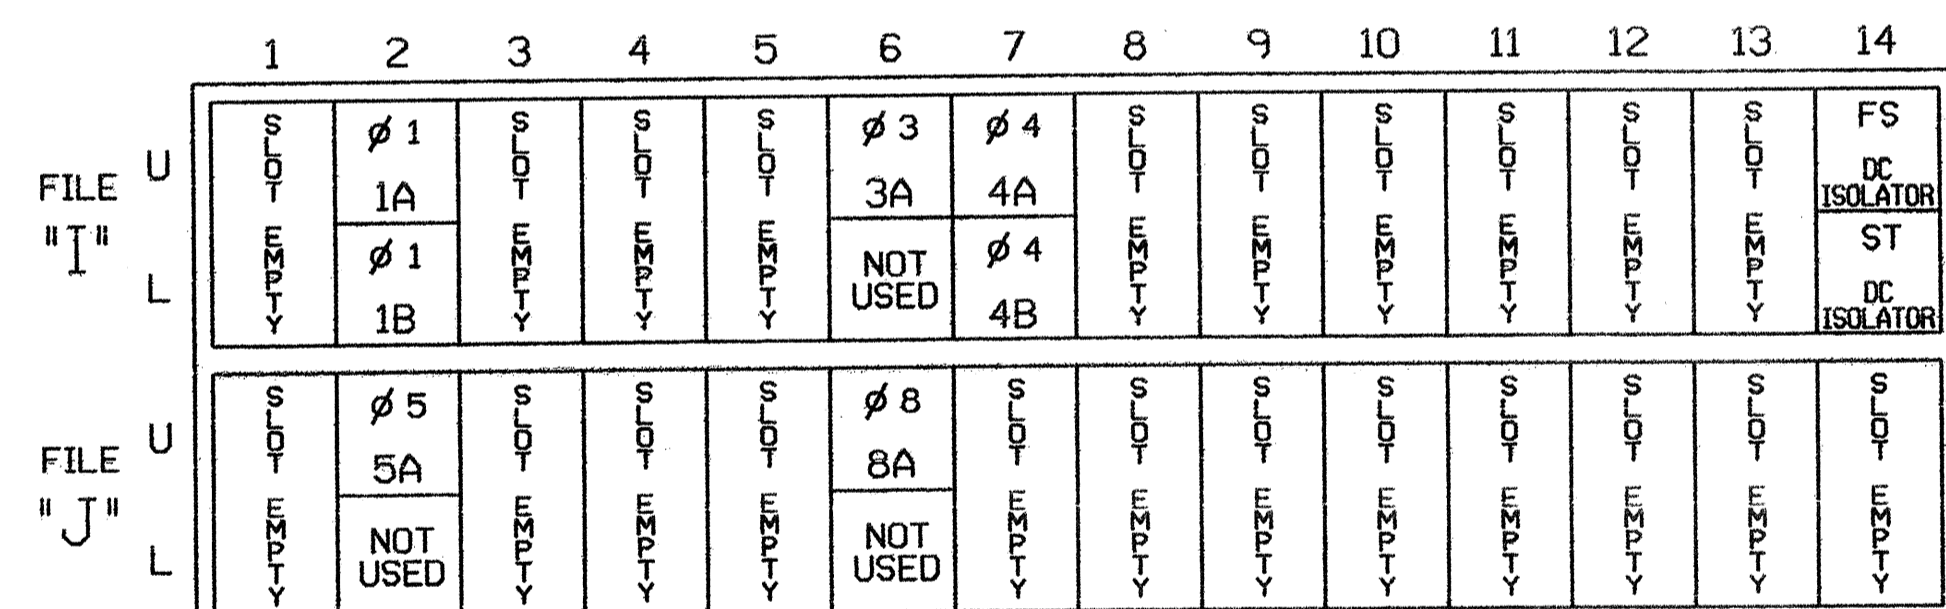 1 2 3 4 5 6 7 8 9 10 11 12 13 14
FILE "I"
U
L
SLOT EMPTY
Ø 1
1A
Ø 1
1B
SLOT EMPTY
SLOT EMPTY
SLOT EMPTY
Ø 3
3A
NOT
USED
Ø 4
4A
Ø 4
4B
SLOT EMPTY
SLOT EMPTY
SLOT EMPTY
SLOT EMPTY
SLOT EMPTY
SLOT EMPTY
FS
DC
ISOLATOR
ST
DC
ISOLATOR
FILE "J"
U
L
SLOT EMPTY
Ø 5
5A
NOT
USED
SLOT EMPTY
SLOT EMPTY
SLOT EMPTY
Ø 8
8A
NOT
USED
SLOT EMPTY
SLOT EMPTY
SLOT EMPTY
SLOT EMPTY
SLOT EMPTY
SLOT EMPTY
SLOT EMPTY
SLOT EMPTY